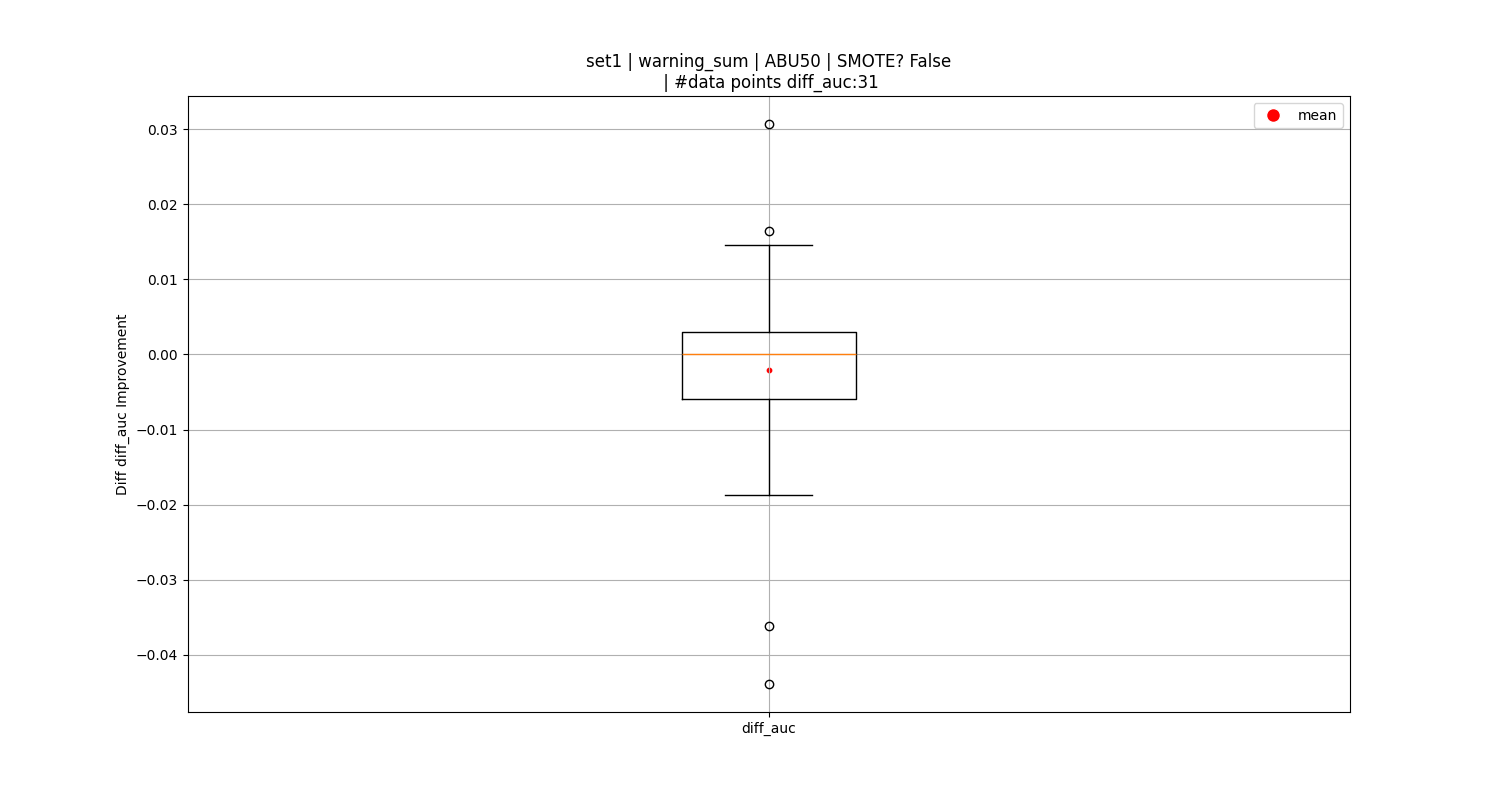 set1 | warning_sum | ABU50 | SMOTE? False
| #data points diff_auc:31
mean
0.03
0.02
0.01
0.00
−0.01
−0.02
−0.03
−0.04
Diff diff_auc Improvement
diff_auc